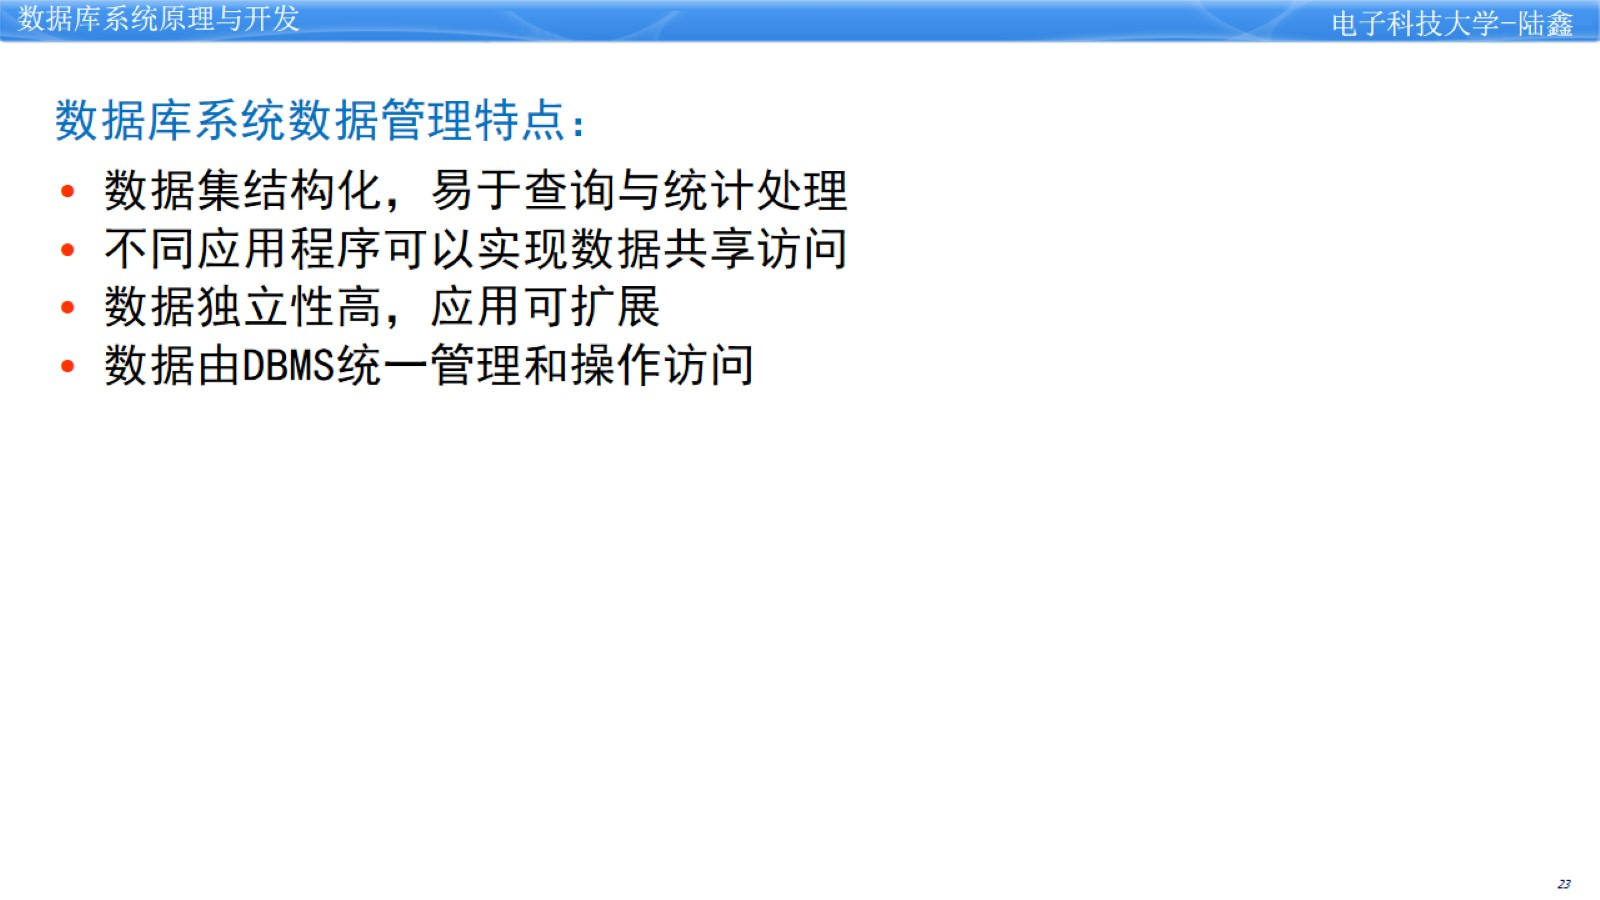 数据库系统原理与开发
电子科技大学-陆鑫
数据库系统数据管理特点：
• 数据集结构化，易于查询与统计处理
• 不同应用程序可以实现数据共享访问
• 数据独立性高，应用可扩展
• 数据由DBMS统一管理和操作访问
23